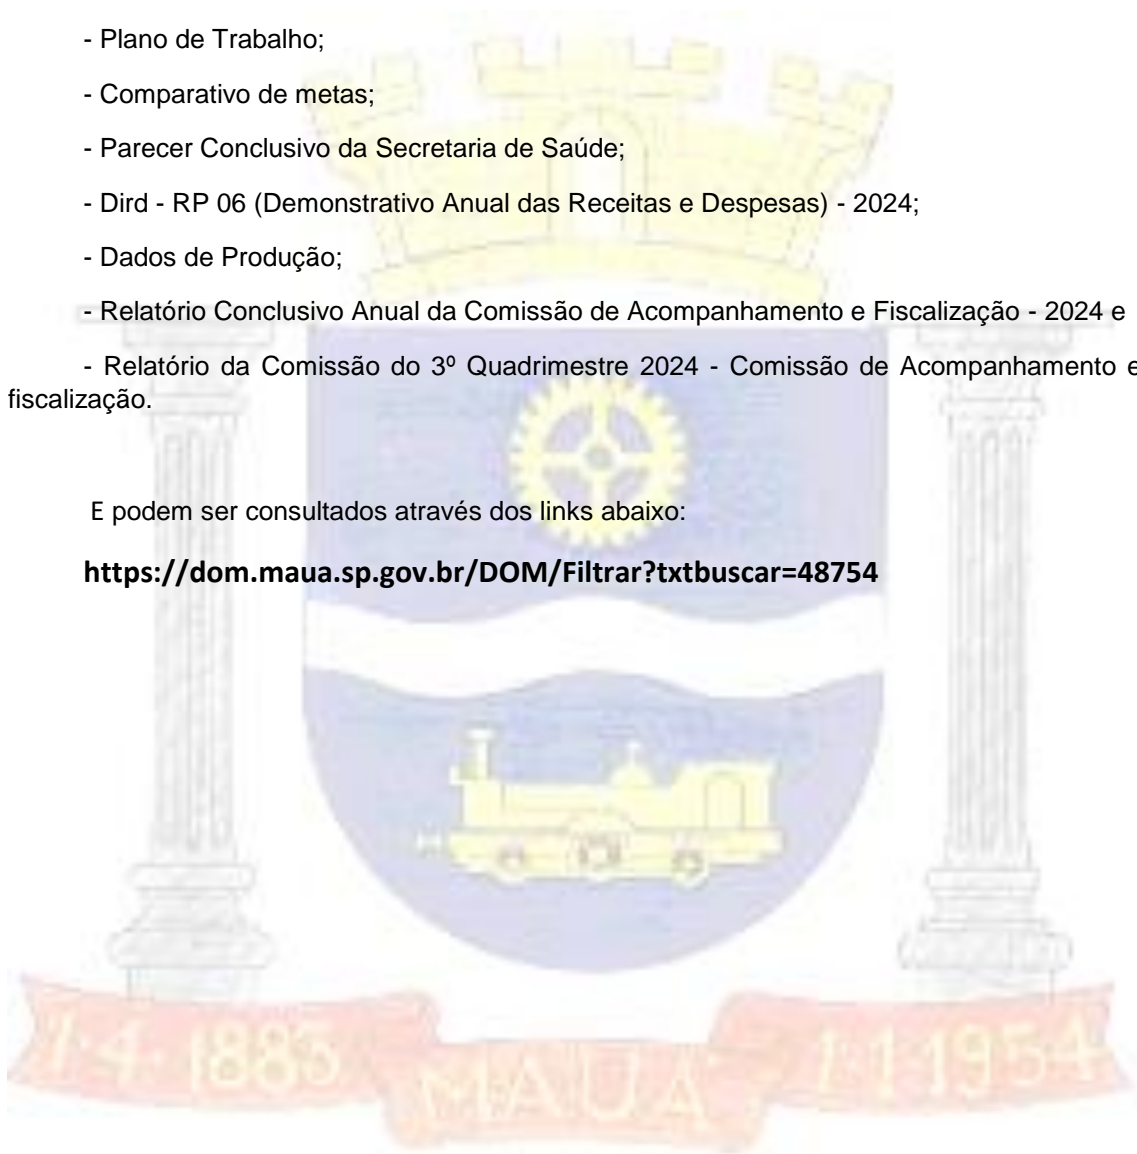 - Plano de Trabalho;
- Comparativo de metas;
- Parecer Conclusivo da Secretaria de Saúde;
- Dird - RP 06 (Demonstrativo Anual das Receitas e Despesas) - 2024;
- Dados de Produção;
- Relatório Conclusivo Anual da Comissão de Acompanhamento e Fiscalização - 2024 e
- Relatório da Comissão do 3º Quadrimestre 2024 - Comissão de Acompanhamento e
fiscalização.
E podem ser consultados através dos links abaixo:
https://dom.maua.sp.gov.br/DOM/Filtrar?txtbuscar=48754
1·4·1883
MAUA
1·1·1954